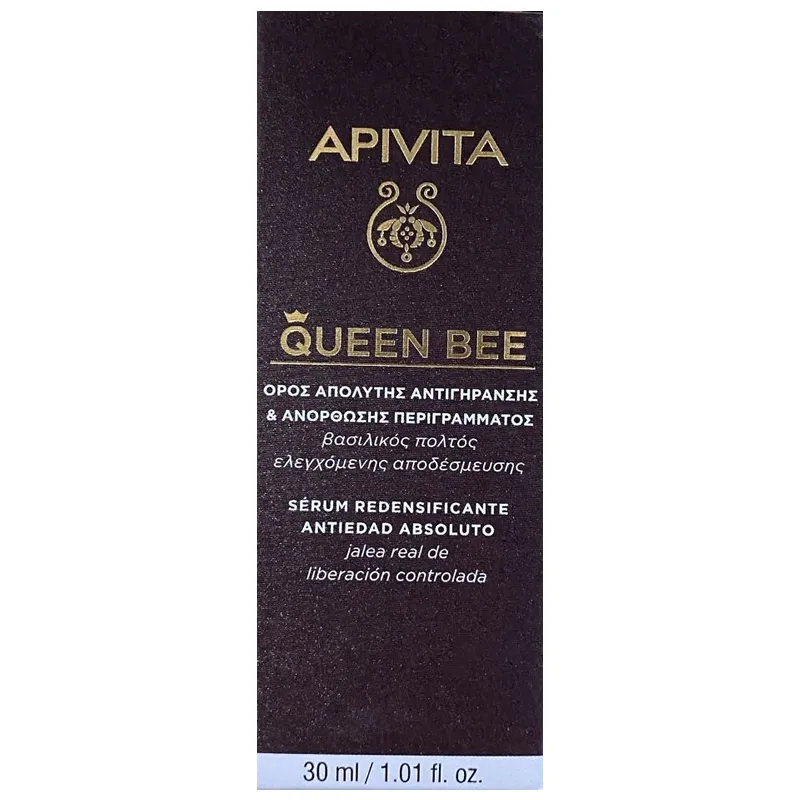 APIVITA
QUEEN BEE
ΟΡΟΣ ΑΠΟΛΥΤΗΣ ΑΝΤΙΓΗΡΑΝΣΗΣ
& ΑΝΟΡΘΩΣΗΣ ΠΕΡΙΓΡΑΜΜΑΤΟΣ
βασιλικός πολτός
ελεγχόμενης αποδέσμευσης
SÉRUM REDENSIFICANTE
ANTIEDAD ABSOLUTO
jalea real de
liberación controlada
30 ml / 1.01 fl. oz.